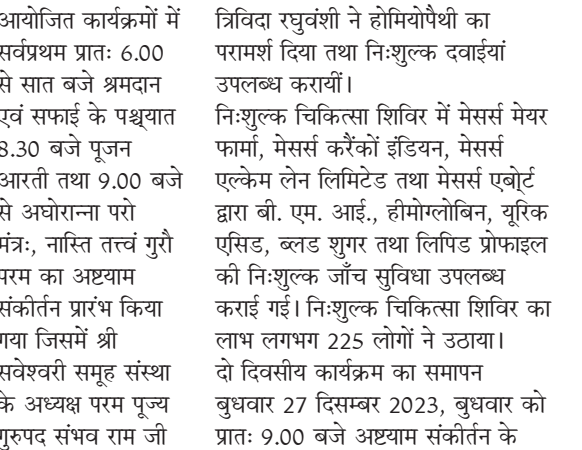 आयोजित कार्यक्रमों में
सर्वप्रथम प्रातः 6.00
से सात बजे श्रमदान
एवं सफाई के पश्च्यात
8.30 बजे पूजन
आरती तथा 9.00 बजे
से अघोरान्ना परो
मंत्रः, नास्ति तत्त्वं गुरौ
परम का अष्टयाम
संकीर्तन प्रारंभ किया
गया जिसमें श्री
सवेश्वरी समूह संस्था
के अध्यक्ष परम पूज्य
गुरुपद संभव राम जी
त्रिविदा रघुवंशी ने होमियोपैथी का
परामर्श दिया तथा निःशुल्क दवाईयां
उपलब्ध करायीं।
निःशुल्क चिकित्सा शिविर में मेसर्स मेयर
फार्मा, मेसर्स करैंकों इंडियन, मेसर्स
एल्केम लेन लिमिटेड तथा मेसर्स एबो्र्ट
द्वारा बी. एम. आई., हीमोग्लोबिन, यूरिक
एसिड, ब्लड शुगर तथा लिपिड प्रोफाइल
की निःशुल्क जाँच सुविधा उपलब्ध
कराई गई। निःशुल्क चिकित्सा शिविर का
लाभ लगभग 225 लोगों ने उठाया।
दो दिवसीय कार्यक्रम का समापन
बुधवार 27 दिसम्बर 2023, बुधवार को
प्रातः 9.00 बजे अष्टयाम संकीर्तन के